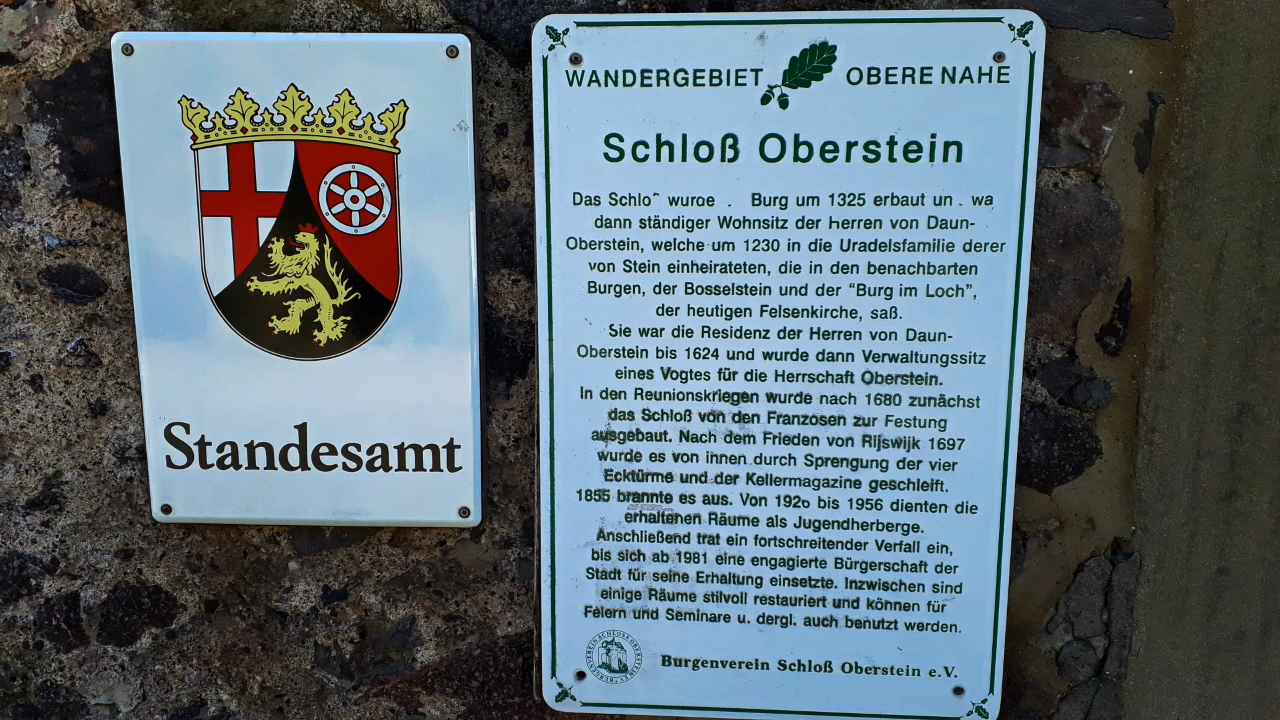 Standesamt
WANDERGEBIET OBERE NAHE
Schloß Oberstein
Das Burg um 1325 erbaut
dann ständiger Wohnsitz der Herren von Daun-
Oberstein, welche um 1230 in die Uradelsfamilie derer
von Stein einheirateten, die in den benachbarten
Burgen, der Bosselstein und der “Burg im Loch”,
der heutigen Felsenkirche, saß.
Sie war die Residenz der Herren von Daun-
Oberstein bis 1624 und wurde dann Verwaltungssitz
eines Vogtes für die Herrschaft Oberstein.
In den Reunionskriegen wurde nach 1680 zunächst
das Schloß von den Franzosen zur Festung
ausgebaut. Nach dem Frieden von Rijswijk 1697
wurde es von innen durch Sprengung der vier
Ecktürme und der Kellermagazine geschleift.
1855 brannte es aus. Von 1926 bis 1956 dienten die
erhaltenen Räume als Jugendherberge.
Anschließend trat ein fortschreitender Verfall ein,
bis sich ab 1981 eine engagierte Bürgerschaft der
Stadt für seine Erhaltung einsetzte. Inzwischen sind
einige Räume stilvoll restauriert und können für
Feiern und Seminare u. dergl. auch benutzt werden.
Burgenverein Schloß Oberstein e.V.